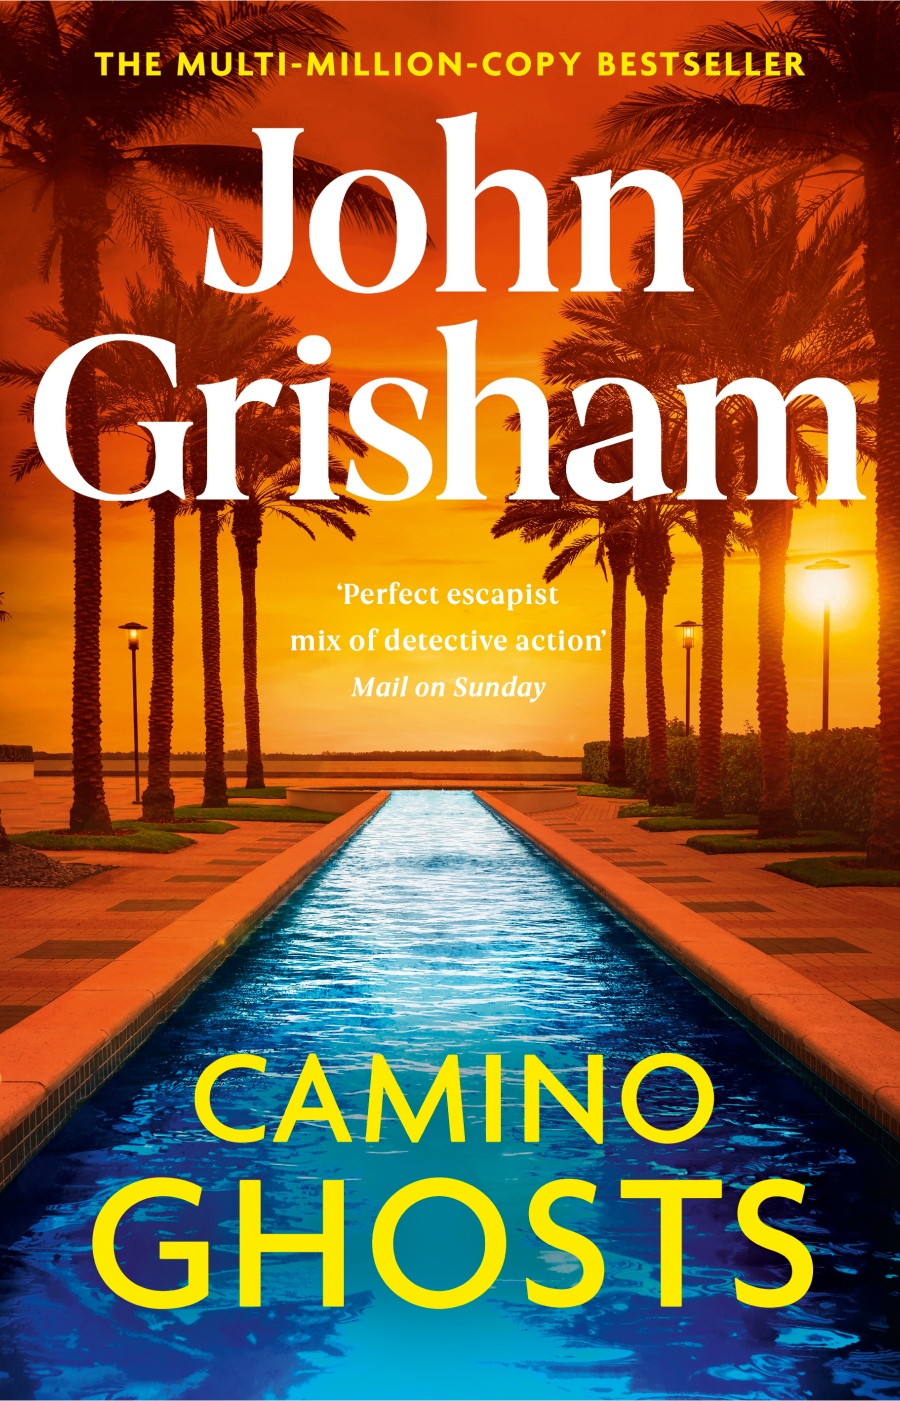 THE MULTI-MILLION-COPY BESTSELLER
John
Grisham
‘Perfect escapist
mix of detective action’
Mail on Sunday
CAMINO
GHOSTS